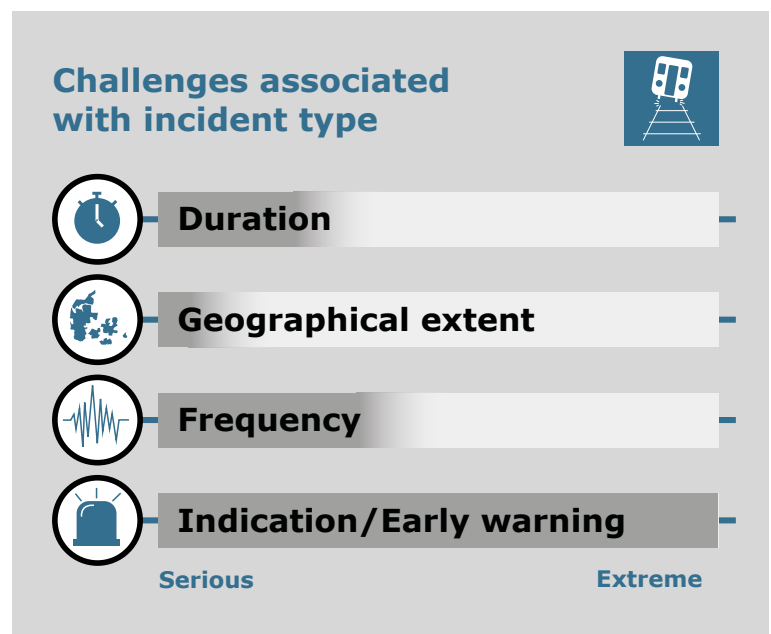 Challenges associated
with incident type
Duration
Geographical extent
Frequency
Indication/Early warning
Serious
Extreme